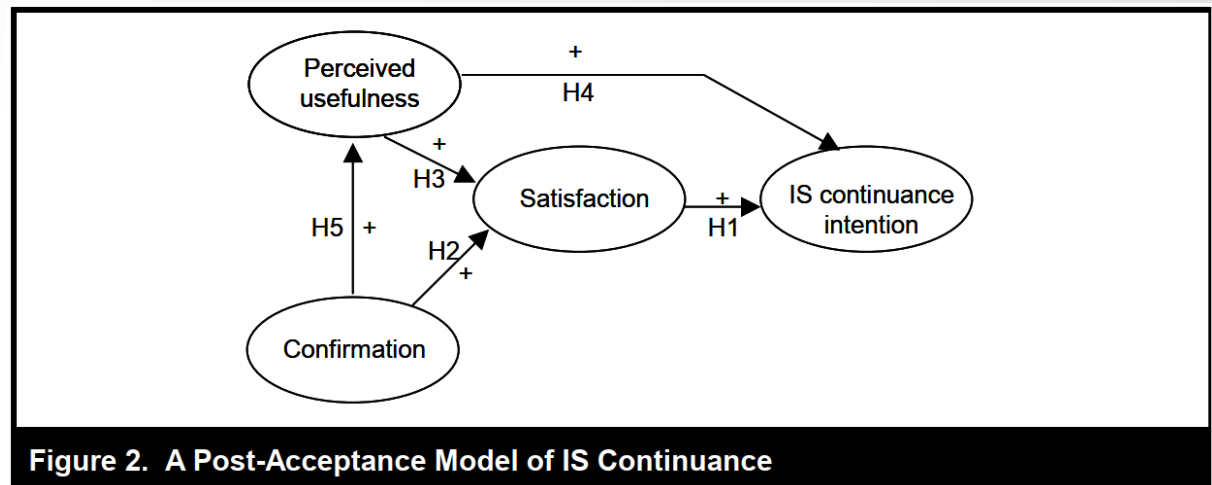 Perceived
usefulness
+
H4
+
H3
Satisfaction
+
H1
IS continuance
intention
H5 +
H2
+
Confirmation
Figure 2. A Post-Acceptance Model of IS Continuance